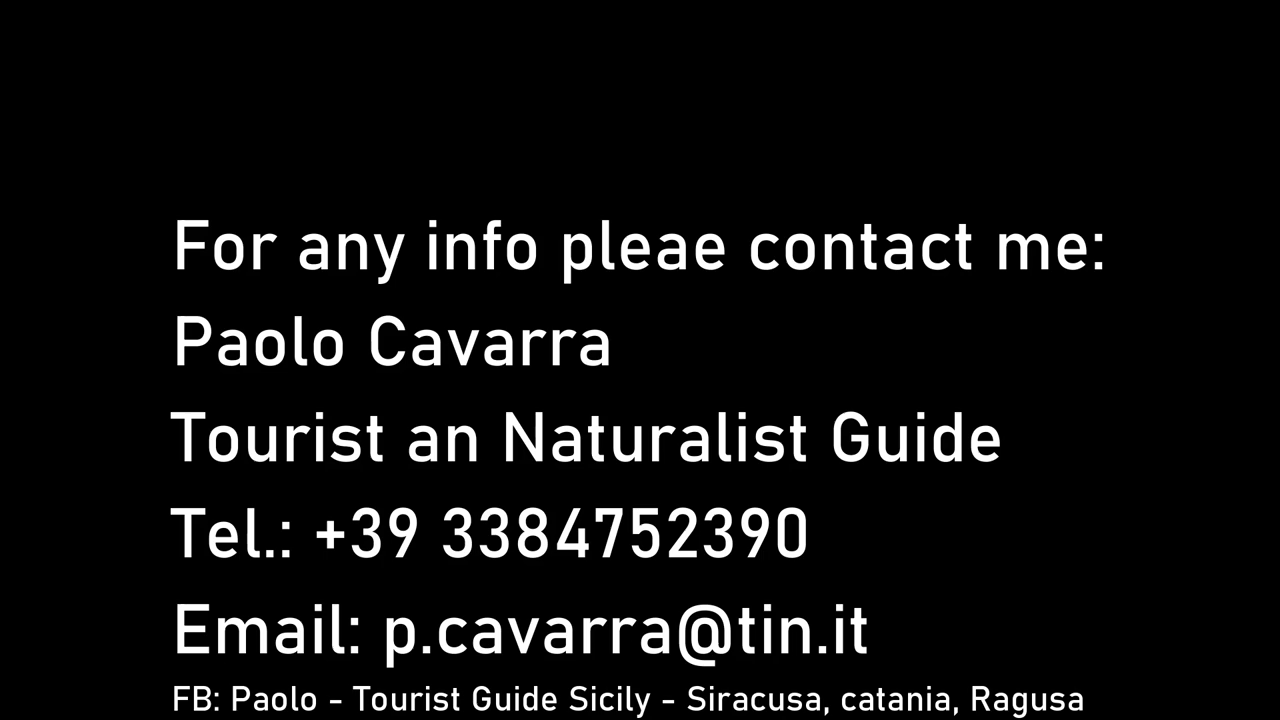 For any info pleae contact me:
Paolo Cavarra
Tourist an Naturalist Guide
Tel.: +39 3384752390
Email: p.cavarra@tin.it
FB: Paolo - Tourist Guide Sicily - Siracusa, catania, Ragusa